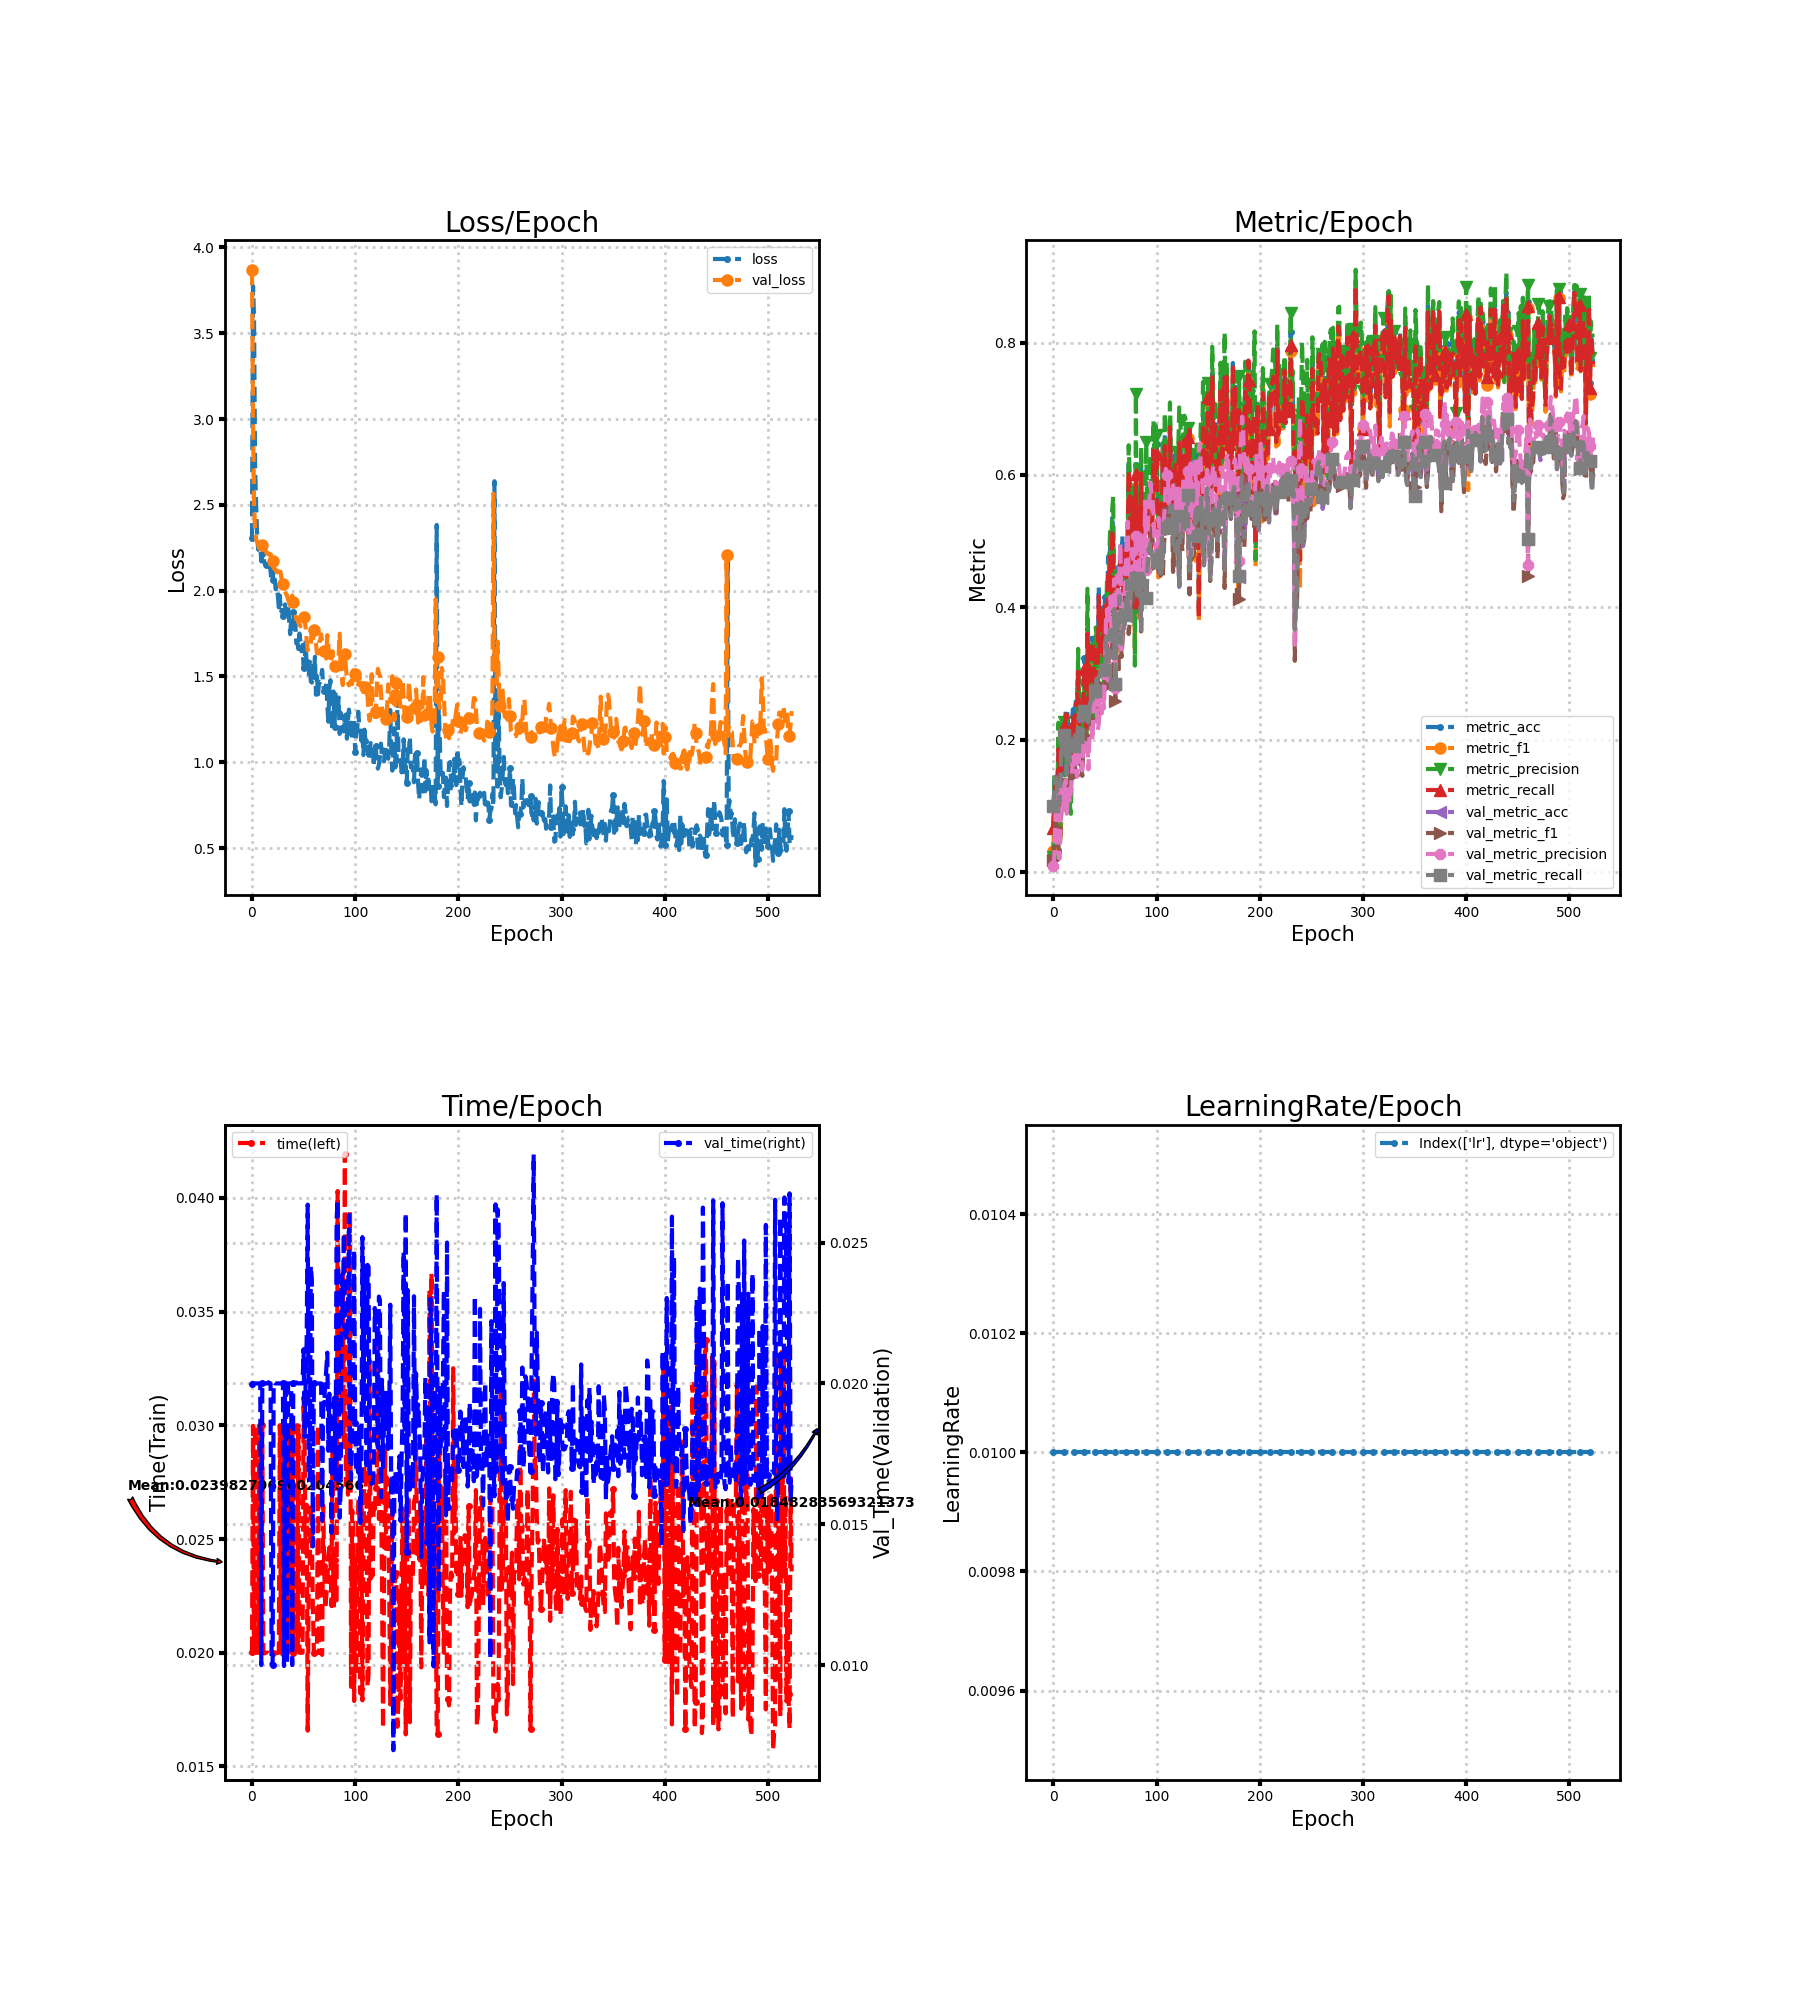 Loss/Epoch
4.0
3.5
3.0
2.5
2.0
1.5
1.0
0.5
Loss
loss
val_loss
0 100 200 300 400 500
Epoch
Metric/Epoch
0.8
0.6
0.4
0.2
0.0
Metric
metric_acc
metric_f1
metric_precision
metric_recall
val_metric_acc
val_metric_f1
val_metric_precision
val_metric_recall
0 100 200 300 400 500
Epoch
Time/Epoch
time(left)
val_time(right)
0.040
0.035
0.030
0.025
0.020
0.015
Time(Train)
0.025
0.020
0.015
0.010
Val_Time(Validation)
Mean:0.01848283569321373
0 100 200 300 400 500
Epoch
LearningRate/Epoch
Index(['lr'], dtype='object')
0.0104
0.0102
0.0100
0.0098
0.0096
LearningRate
0 100 200 300 400 500
Epoch